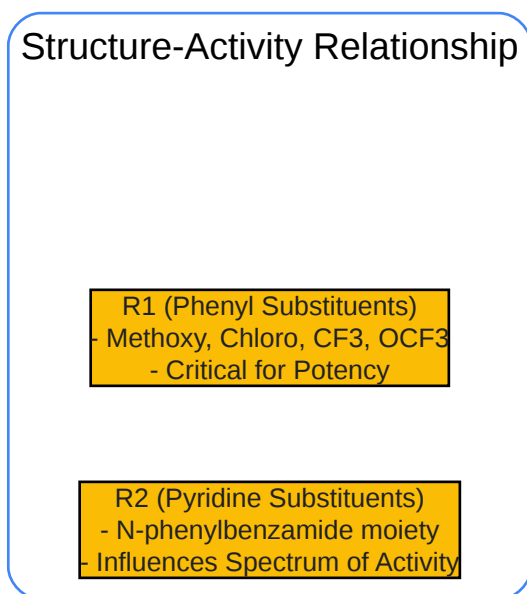 Structure-Activity Relationship
R1 (Phenyl Substituents)
- Methoxy, Chloro, CF3, OCF3
- Critical for Potency
R2 (Pyridine Substituents)
- N-phenylbenzamide moiety
- Influences Spectrum of Activity